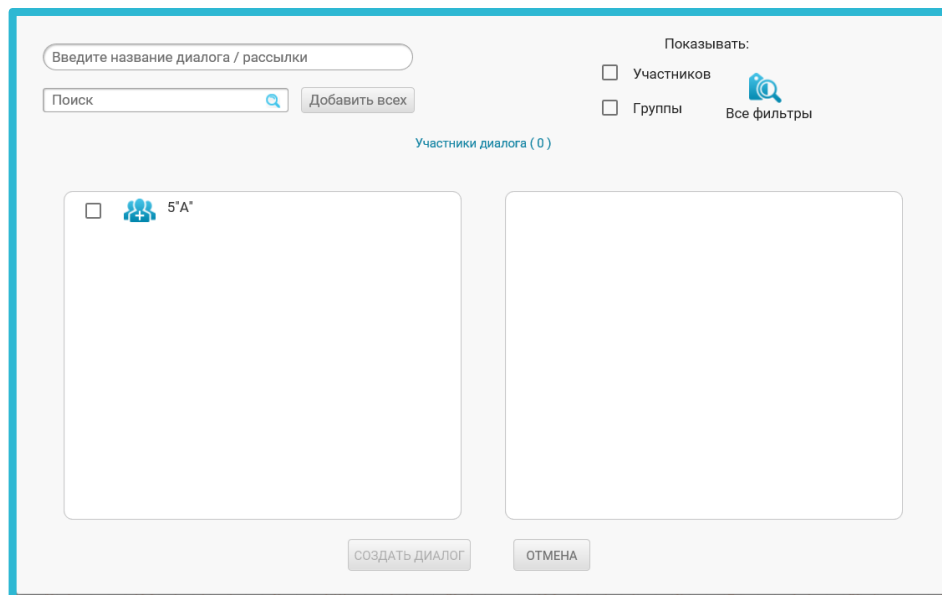 Показывать:
Введите название диалога / рассылки
Участников
Поиск
Добавить всех
Группы
Все фильтры
Участники диалога ( 0 )
5"А"
СОЗДАТЬ ДИАЛОГ
ОТМЕНА